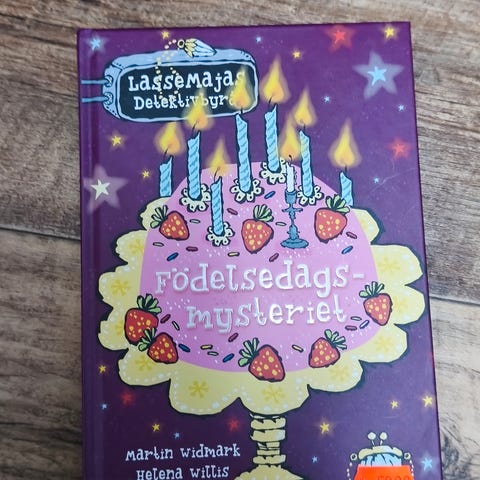 LasseMajas
Detektivbyrå
Födelsedags-
mysteriet
Martin Widmark
Helena Willis